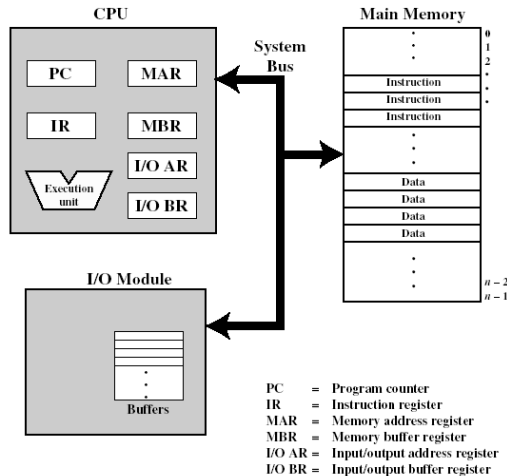 CPU
Main Memory
System
Bus
PC
MAR
IR
MBR
I/O AR
I/O BR
Execution
unit
0
1
2
Instruction
Instruction
Instruction
Data
Data
Data
Data
n – 2
n – 1
I/O Module
Buffers
PC = Program counter
IR = Instruction register
MAR = Memory address register
MBR = Memory buffer register
I/O AR = Input/output address register
I/O BR = Input/output buffer register